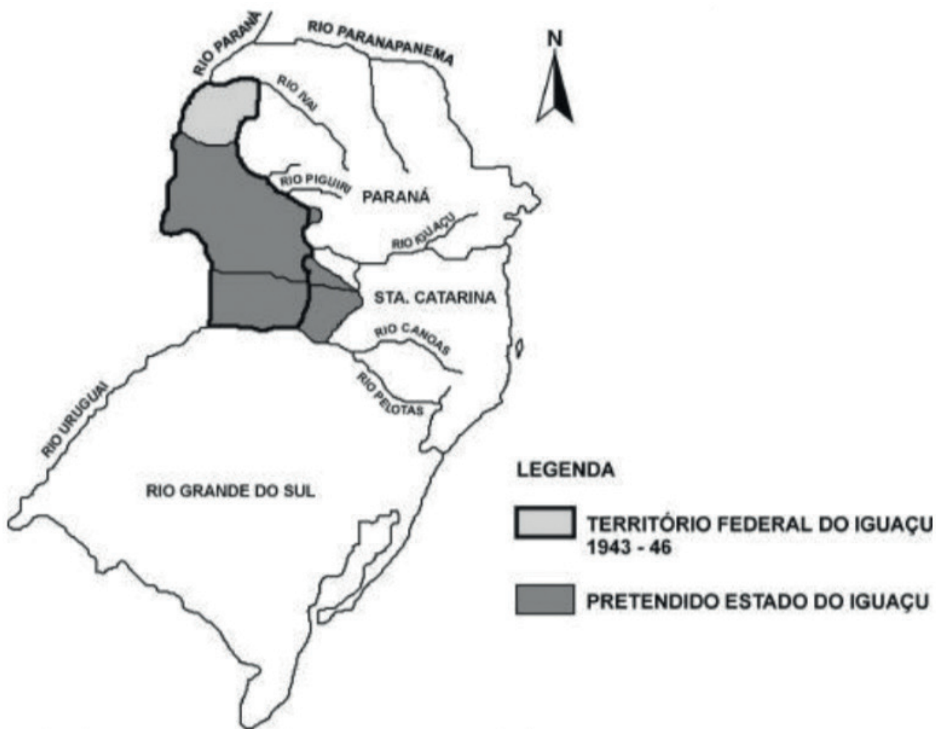 RIO PARANÁ
RIO PARANAPANEMA
N
RIO IVAI
RIO PIGUIRI
PARANÁ
RIO IGUAÇU
STA. CATARINA
RIO CANOAS
RIO PELOTAS
RIO URUGUAI
RIO GRANDE DO SUL
LEGENDA
TERRITÓRIO FEDERAL DO IGUAÇU
1943 - 46
PRETENDIDO ESTADO DO IGUAÇU